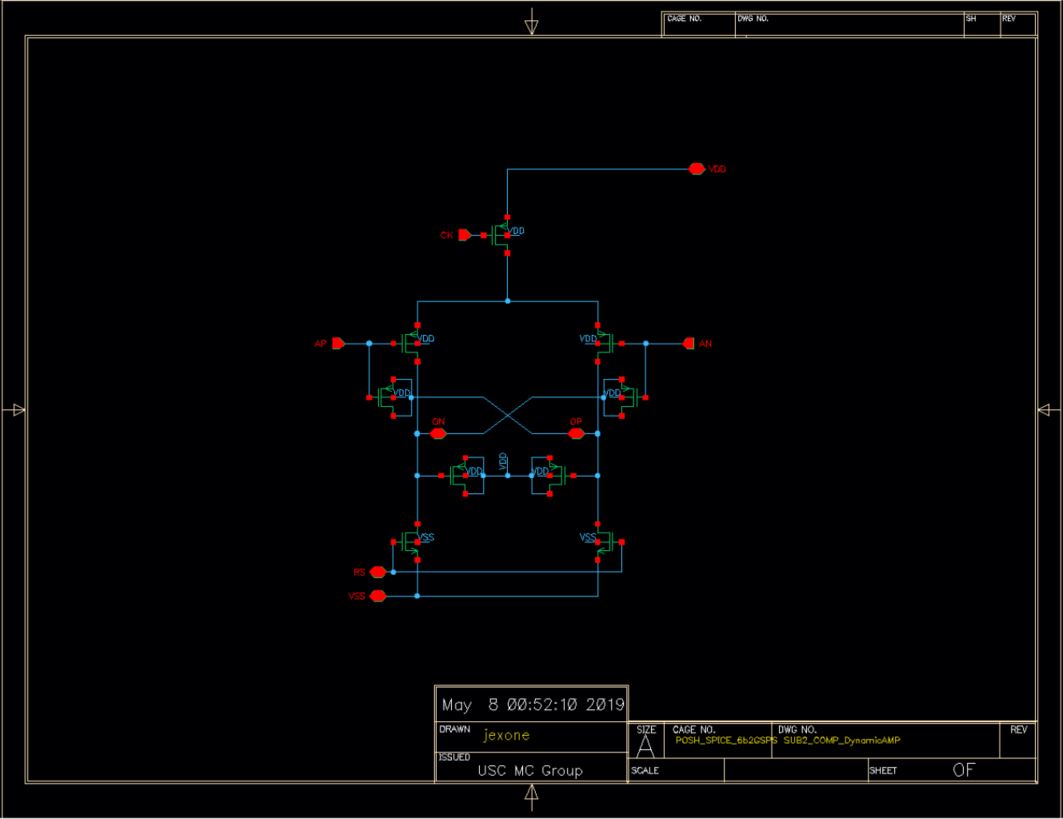 CAGE NO. DWG NO. SH REV
VDD
CK VDD
AP VDD VDD AN
VDD VDD
ON OP
VDD VDD VDD
VSS VSS
RS
VSS
May 8 00:52:10 2019
DRAWN jexone
ISSUED USC MC Group
SIZE A
CAGE NO. DWG NO. REV
POSH_SPICE_6b2GSPS SUB2_COMP_DynamicAMP
SCALE SHEET OF